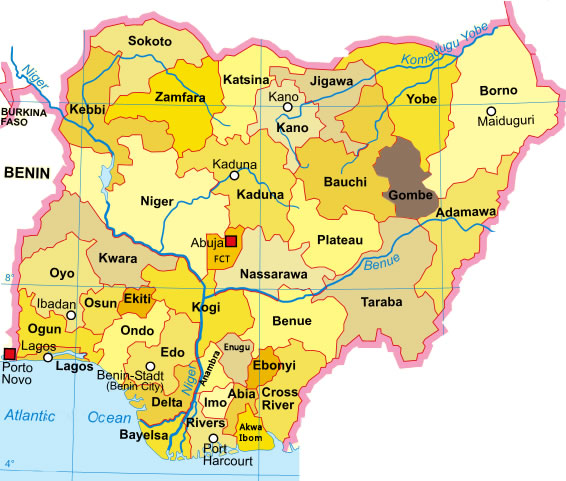 Sokoto
Niger
Komadugu Yobe
Katsina
Jigawa
Kebbi
Zamfara
Kano
Yobe
Borno
BURKINA
FASO
Kano
Maiduguri
BENIN
Kaduna
Niger
Kaduna
Bauchi
Gombe
Adamawa
Abuja
FCT
Plateau
Kwara
Nassarawa
Benue
8°
Oyo
Taraba
Ibadan
Osun
Ekiti
Kogi
Ogun
Ondo
Benue
Lagos
Lagos
Edo
Enugu
Porto
Novo
Benin-Stadt
(Benin City)
Niger
Anambra
Ebonyi
Delta
Imo
Abia
Cross
River
Atlantic Ocean
Bayelsa
Rivers
Akwa
Ibom
Port
Harcourt
4°